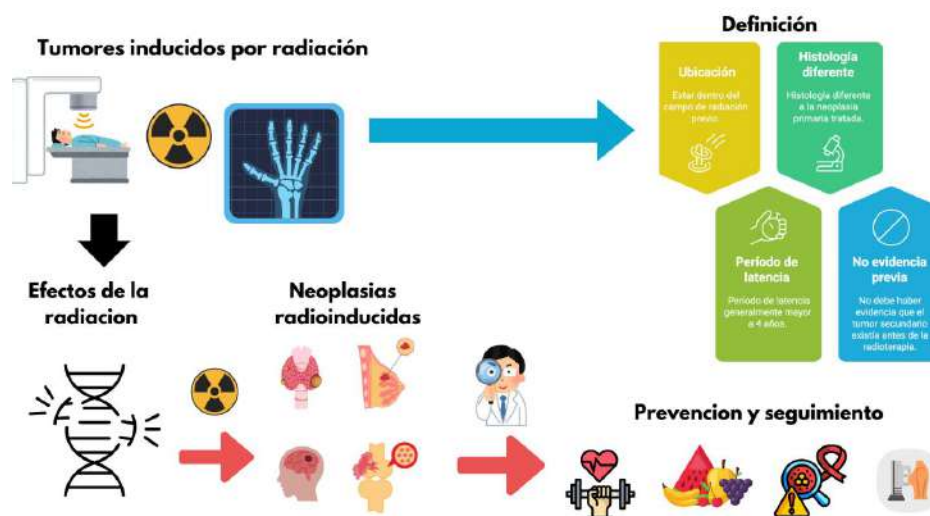 Tumores inducidos por radiación
Definición
Ubicación
Estar dentro del
campo de radiación
previo.
Histología
diferente
Histología diferente
a la neoplasia
primaria tratada.
Período de
latencia
Período de latencia
generalmente mayor
a 4 años.
No evidencia
previa
No debe haber
evidencia que el
tumor secundario
existía antes de la
radioterapia.
Efectos de la
radiacion
Neoplasias
radioinducidas
Prevencion y seguimiento